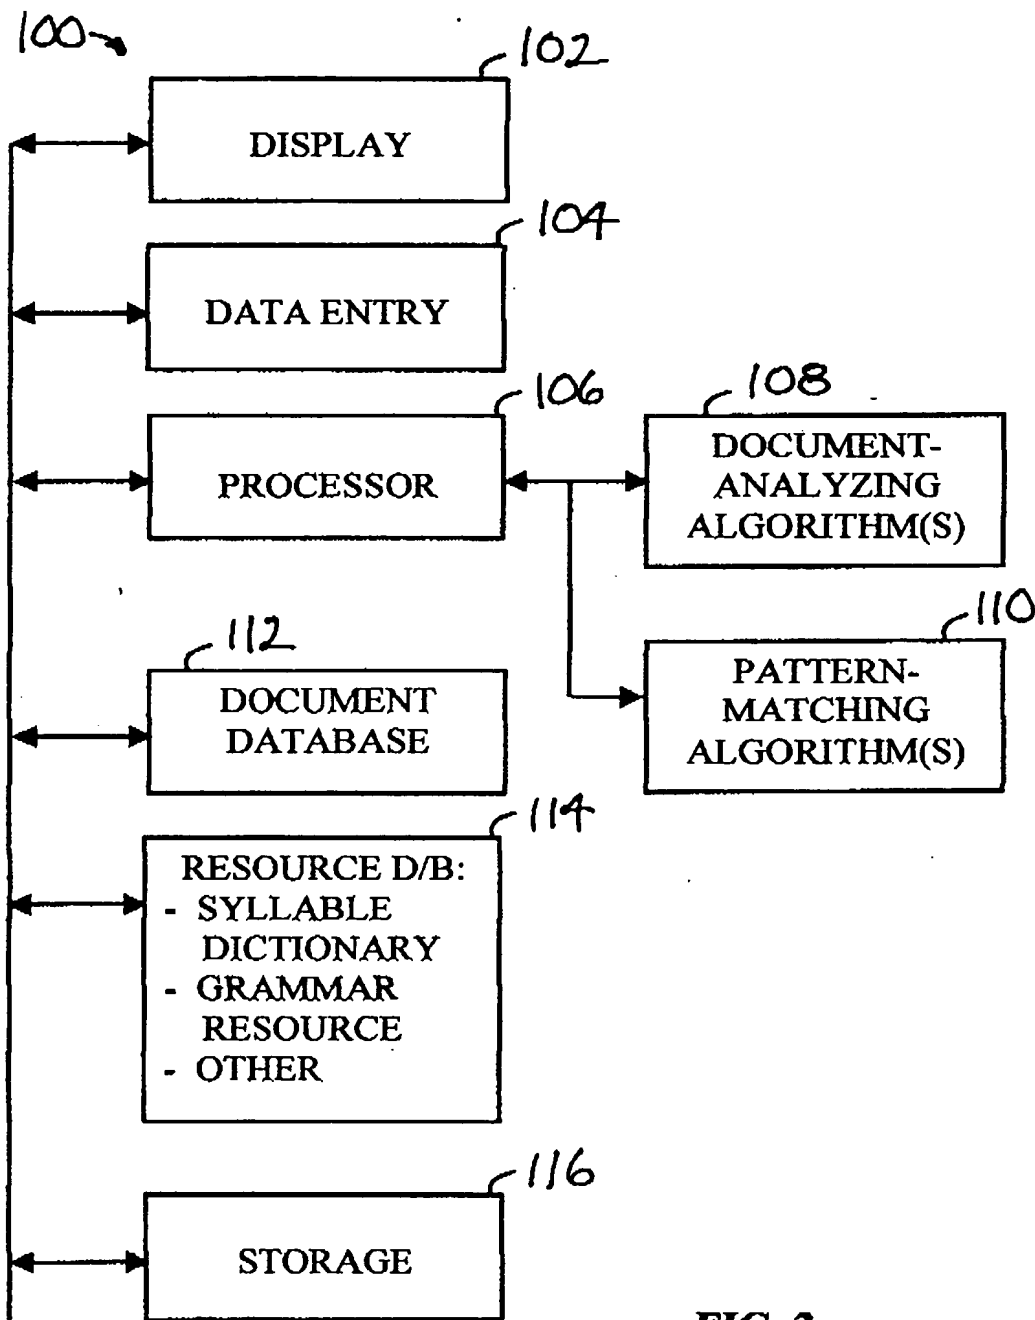 100
102
DISPLAY
104
DATA ENTRY
106
PROCESSOR
108
DOCUMENT-
ANALYZING
ALGORITHM(S)
110
PATTERN-
MATCHING
ALGORITHM(S)
112
DOCUMENT
DATABASE
114
RESOURCE D/B:
- SYLLABLE
DICTIONARY
- GRAMMAR
RESOURCE
- OTHER
116
STORAGE